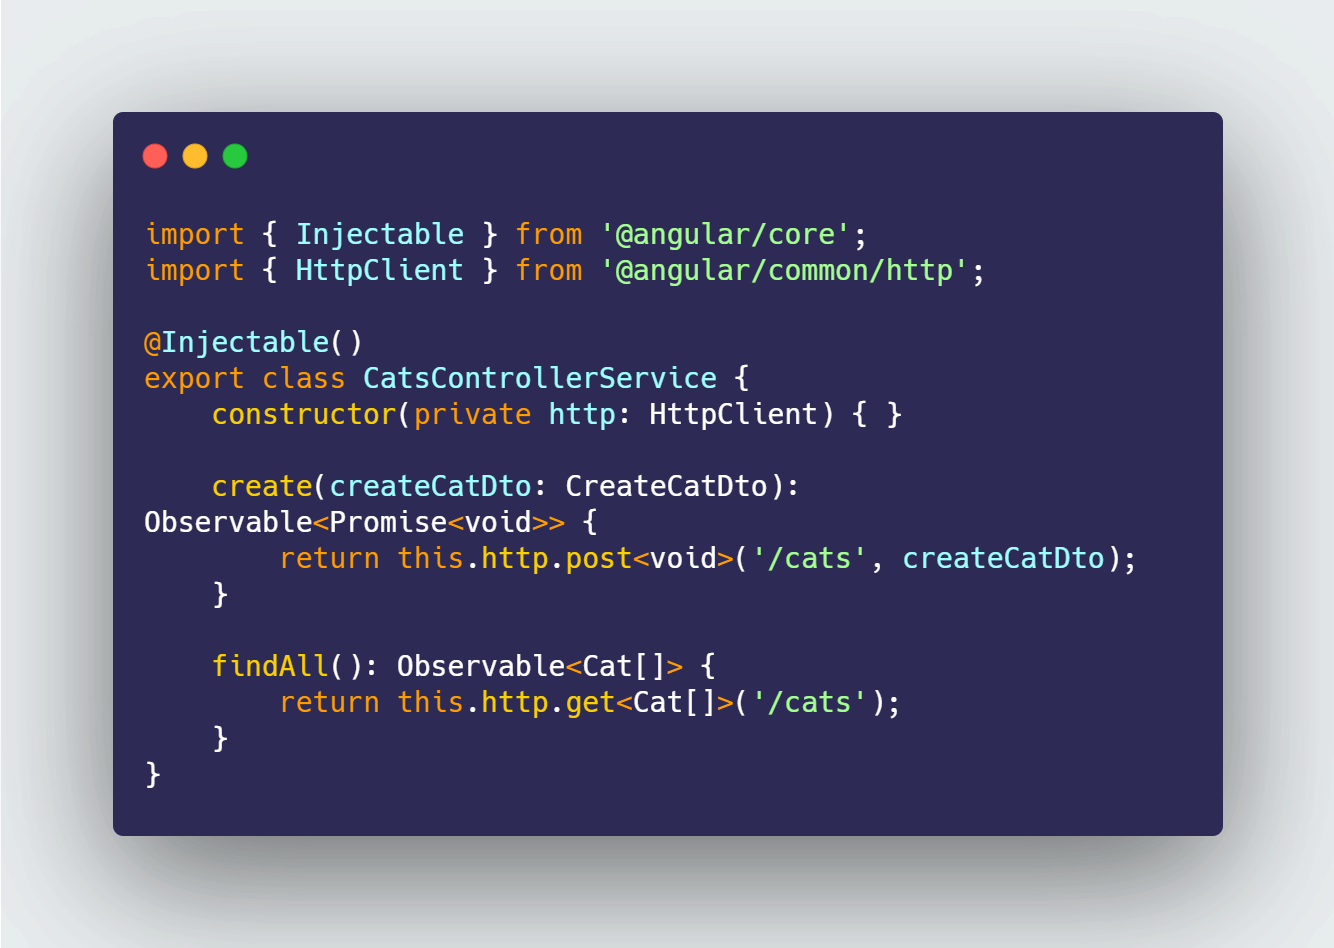 import { Injectable } from '@angular/core';
import { HttpClient } from '@angular/common/http';

@Injectable()
export class CatsControllerService {
    constructor(private http: HttpClient) { }

    create(createCatDto: CreateCatDto):
Observable<Promise<void>> {
        return this.http.post<void>('/cats', createCatDto);
    }

    findAll(): Observable<Cat[]> {
        return this.http.get<Cat[]>('/cats');
    }
}